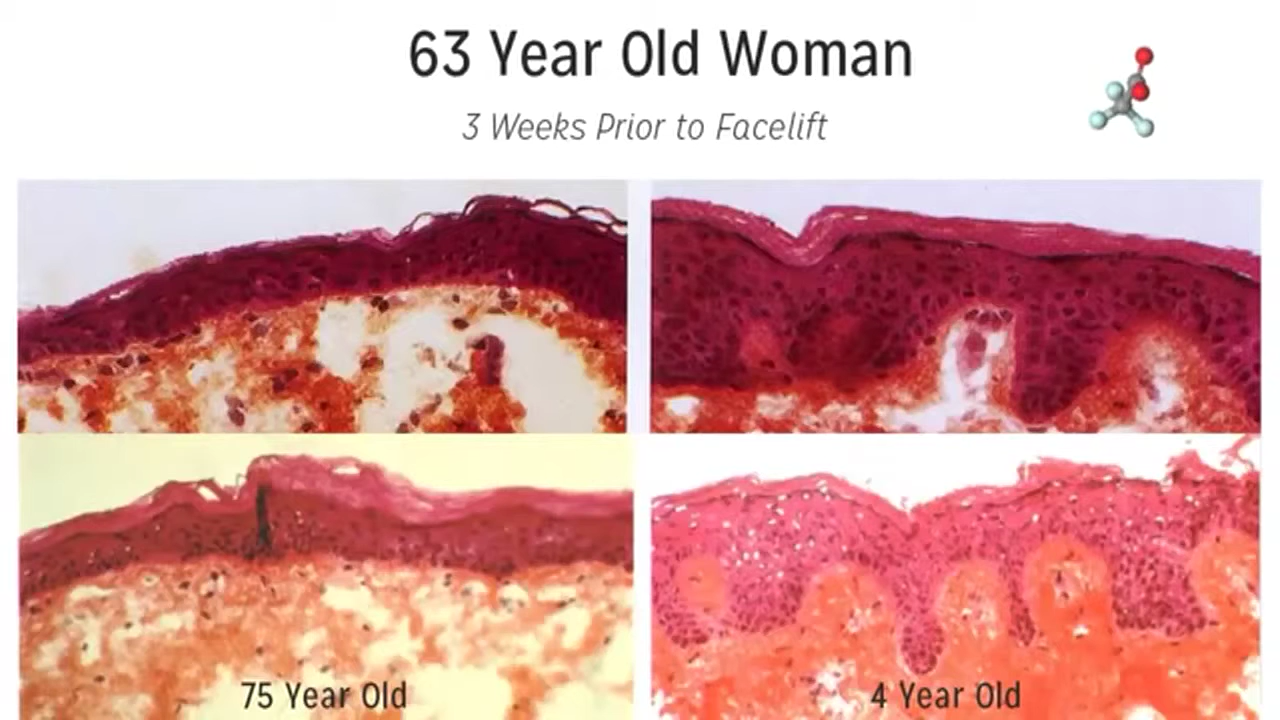 63 Year Old Woman
3 Weeks Prior to Facelift
75 Year Old
4 Year Old